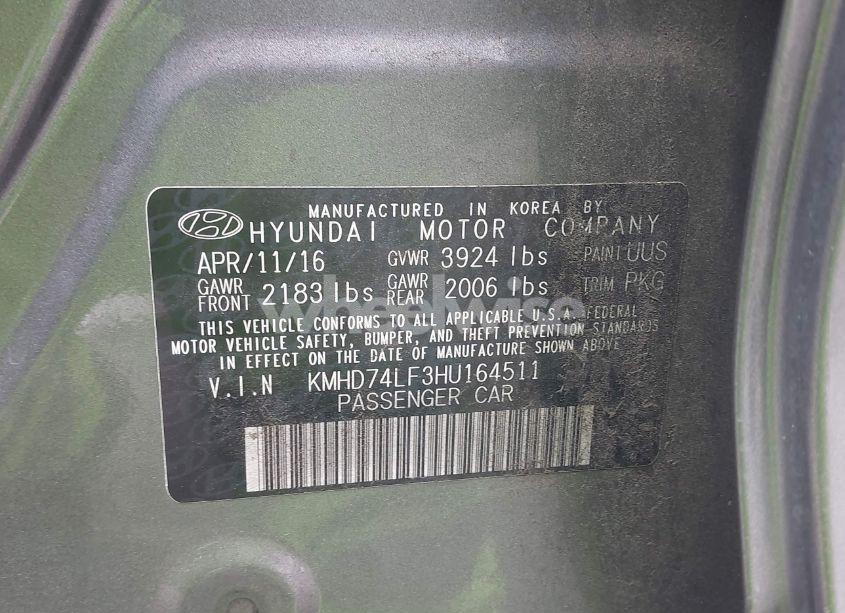 MANUFACTURED IN KOREA BY
HYUNDAI MOTOR COMPANY
APR/11/16 GVWR 3924 lbs PAINT UUS
GAWR FRONT 2183 lbs GAWR REAR 2006 lbs TRIM PKG
wheelwise
THIS VEHICLE CONFORMS TO ALL APPLICABLE U.S.A. FEDERAL
MOTOR VEHICLE SAFETY, BUMPER, AND THEFT PREVENTION STANDARDS
IN EFFECT ON THE DATE OF MANUFACTURE SHOWN ABOVE.
V.I.N KMHD74LF3HU164511
PASSENGER CAR